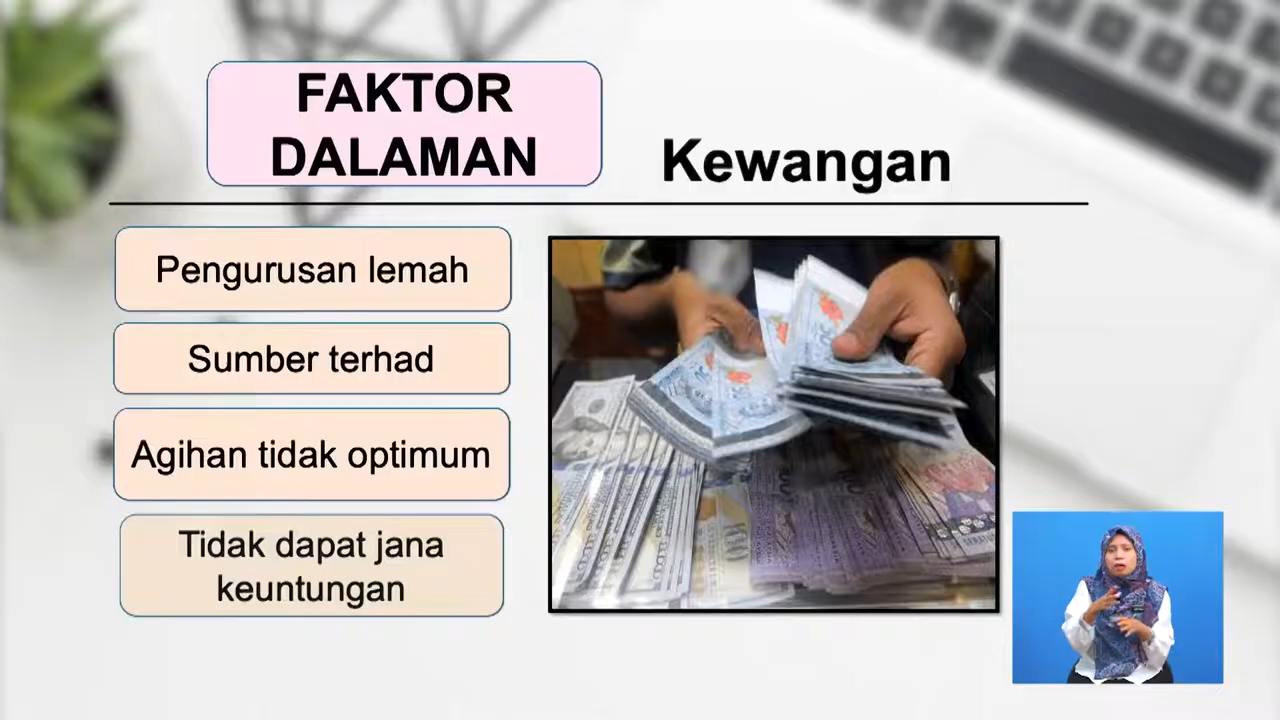 FAKTOR
DALAMAN
Kewangan
Pengurusan lemah
Sumber terhad
Agihan tidak optimum
Tidak dapat jana
keuntungan